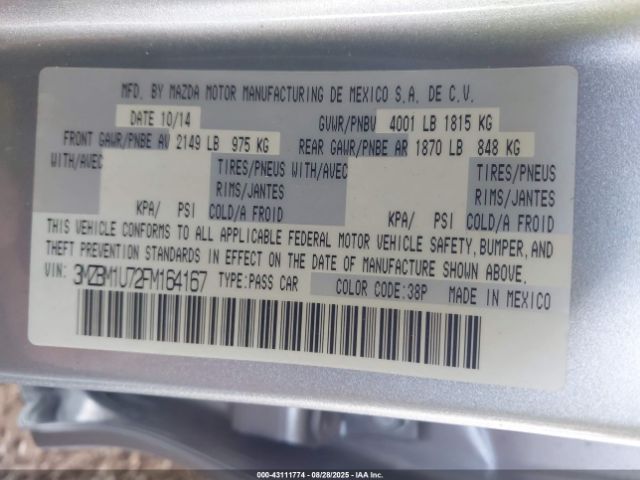 MFD. BY MAZDA MOTOR MANUFACTURING DE MEXICO S.A. DE C.V.
DATE 10/14 GVWR/PNBV 4001 LB 1815 KG
FRONT GAWR/PNBE AV 2149 LB 975 KG REAR GAWR/PNBE AR 1870 LB 848 KG
WITH/AVEC TIRES/PNEUS WITH/AVEC TIRES/PNEUS
RIMS/JANTES RIMS/JANTES
KPA/ PSI COLD/A FROID KPA/ PSI COLD/A FROID
THIS VEHICLE CONFORMS TO ALL APPLICABLE FEDERAL MOTOR VEHICLE SAFETY, BUMPER, AND
THEFT PREVENTION STANDARDS IN EFFECT ON THE DATE OF MANUFACTURE SHOWN ABOVE.
VIN: 3MZBM1U72FM164167 TYPE:PASS CAR COLOR CODE:38P MADE IN MEXICO
000-43111774 - 08/28/2025 - IAA Inc.